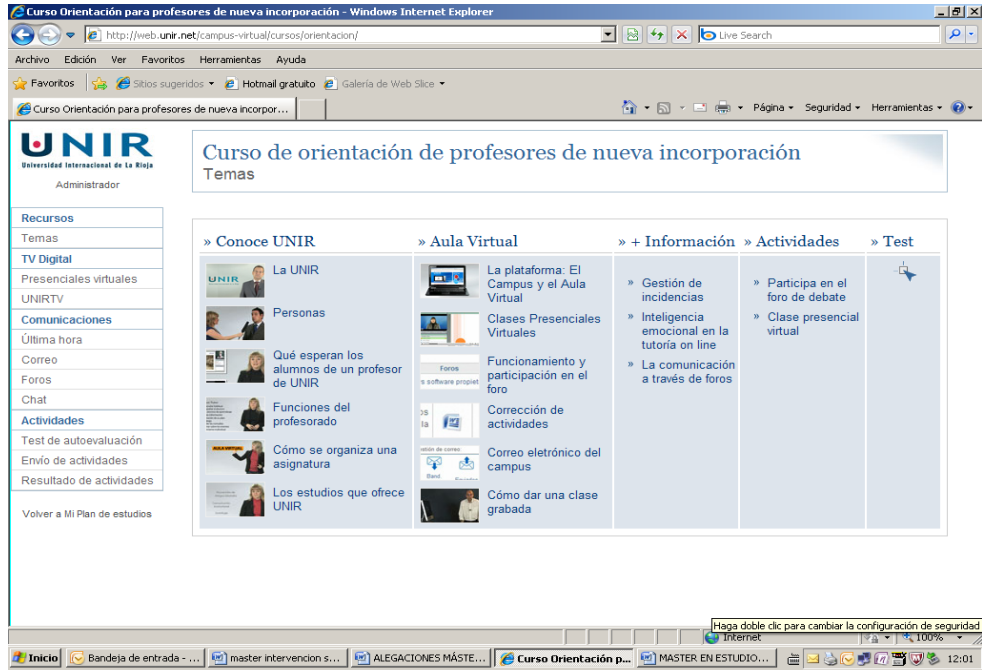 Curso Orientación para profesores de nueva incorporación - Windows Internet Explorer
http://web.unir.net/campus-virtual/cursos/orientacion/
Live Search
Archivo Edición Ver Favoritos Herramientas Ayuda
Favoritos Sitios sugeridos Hotmail gratuito Galería de Web Slice
Curso Orientación para profesores de nueva incorpor...
Página Seguridad Herramientas
UNIR
Universidad Internacional de La Rioja
Administrador
Curso de orientación de profesores de nueva incorporación
Temas
Recursos
Temas
TV Digital
Presenciales virtuales
UNIRTV
Comunicaciones
Última hora
Correo
Foros
Chat
Actividades
Test de autoevaluación
Envío de actividades
Resultado de actividades
Volver a Mi Plan de estudios
» Conoce UNIR
UNIR
La UNIR
Personas
Qué esperan los
alumnos de un profesor
de UNIR
Funciones del
profesorado
AULA VIRTUAL
Cómo se organiza una
asignatura
Los estudios que ofrece
UNIR
» Aula Virtual
La plataforma: El
Campus y el Aula
Virtual
Clases Presenciales
Virtuales
Foros
s software propiet
Funcionamiento y
participación en el
foro
os
la
Corrección de
actividades
Correo eletrónico del
campus
Cómo dar una clase
grabada
» + Información
» Gestión de
incidencias
» Inteligencia
emocional en la
tutoría on line
» La comunicación
a través de foros
» Actividades
» Participa en el
foro de debate
» Clase presencial
virtual
» Test
Haga doble clic para cambiar la configuración de seguridad
Internet
100%
Inicio
Bandeja de entrada - ...
master intervencion s...
ALEGACIONES MÁSTE...
Curso Orientación p...
MASTER EN ESTUDIO...
12:01